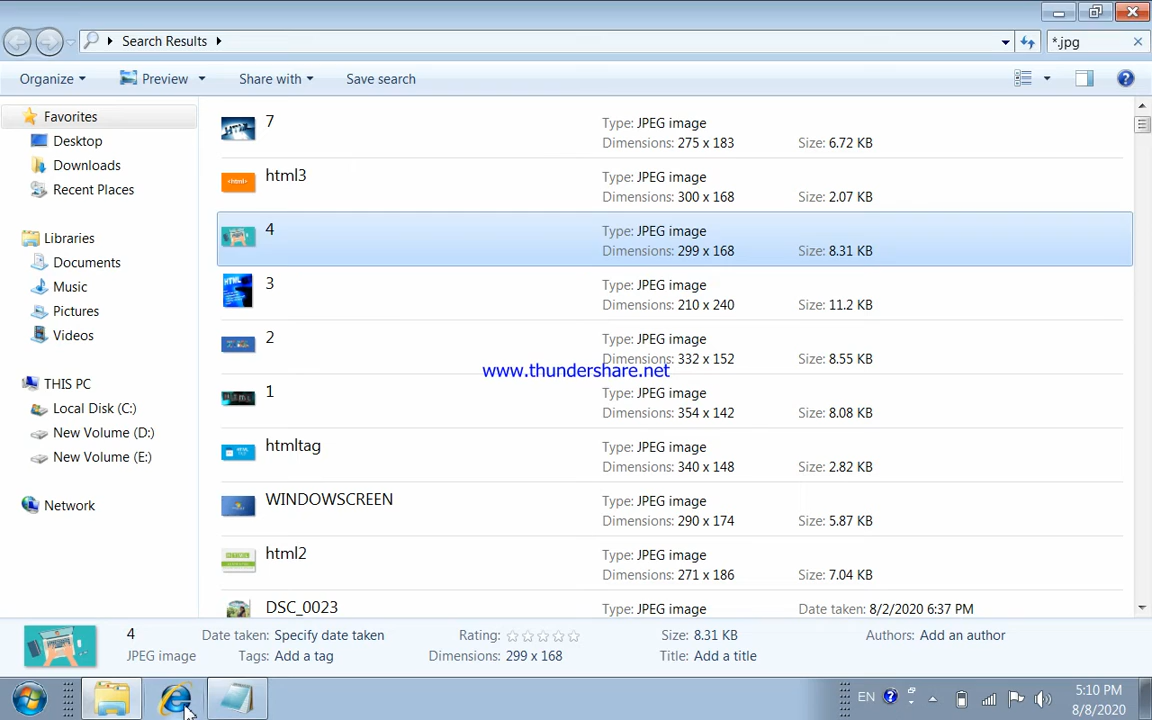 Search Results
*.jpg
Organize
Preview
Share with
Save search
Favorites
Desktop
Downloads
Recent Places
Libraries
Documents
Music
Pictures
Videos
THIS PC
Local Disk (C:)
New Volume (D:)
New Volume (E:)
Network
7
Type: JPEG image
Dimensions: 275 x 183
Size: 6.72 KB
html3
Type: JPEG image
Dimensions: 300 x 168
Size: 2.07 KB
4
Type: JPEG image
Dimensions: 299 x 168
Size: 8.31 KB
3
Type: JPEG image
Dimensions: 210 x 240
Size: 11.2 KB
2
Type: JPEG image
Dimensions: 332 x 152
Size: 8.55 KB
www.thundershare.net
1
Type: JPEG image
Dimensions: 354 x 142
Size: 8.08 KB
htmltag
Type: JPEG image
Dimensions: 340 x 148
Size: 2.82 KB
WINDOWSCREEN
Type: JPEG image
Dimensions: 290 x 174
Size: 5.87 KB
html2
Type: JPEG image
Dimensions: 271 x 186
Size: 7.04 KB
DSC_0023
Type: JPEG image
Date taken: 8/2/2020 6:37 PM
4
JPEG image
Date taken: Specify date taken
Tags: Add a tag
Rating:
Dimensions: 299 x 168
Size: 8.31 KB
Title: Add a title
Authors: Add an author
EN
5:10 PM
8/8/2020